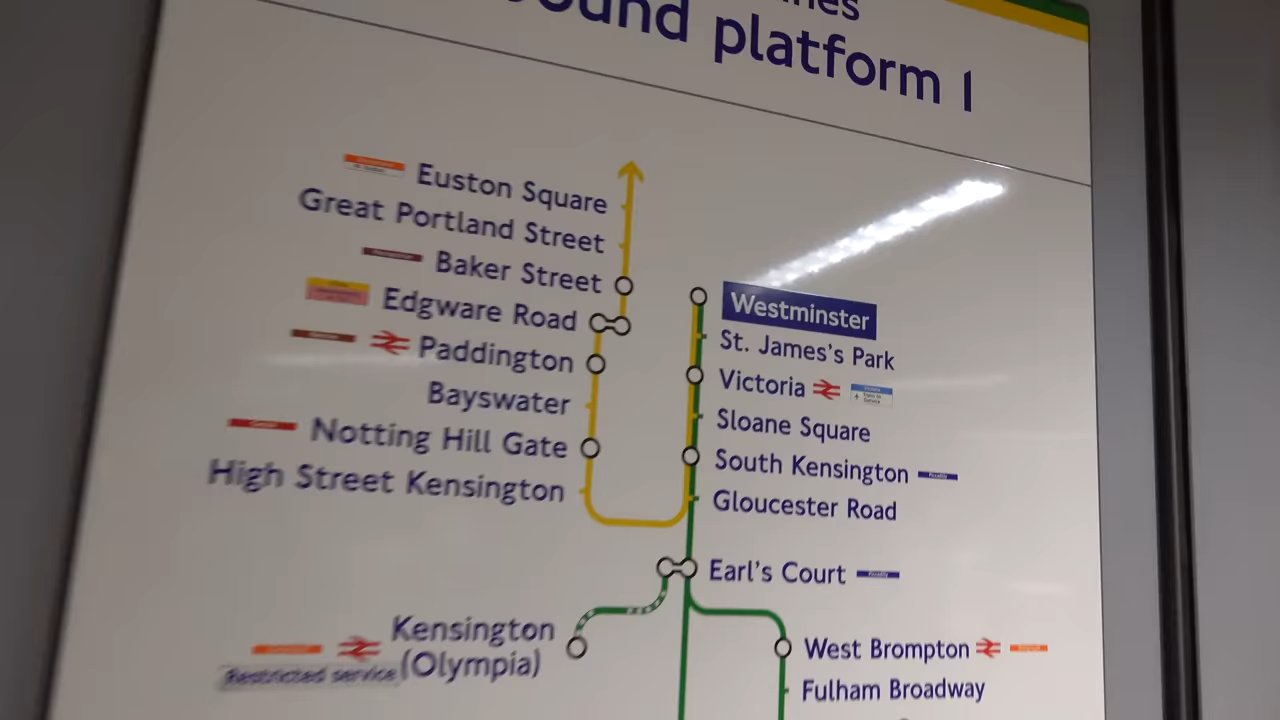 platform 1
Euston Square
Great Portland Street
Baker Street
Edgware Road
Paddington
Bayswater
Notting Hill Gate
High Street Kensington
Westminster
St. James's Park
Victoria
Sloane Square
South Kensington
Gloucester Road
Earl's Court
Kensington
(Olympia)
Restricted service
West Brompton
Fulham Broadway